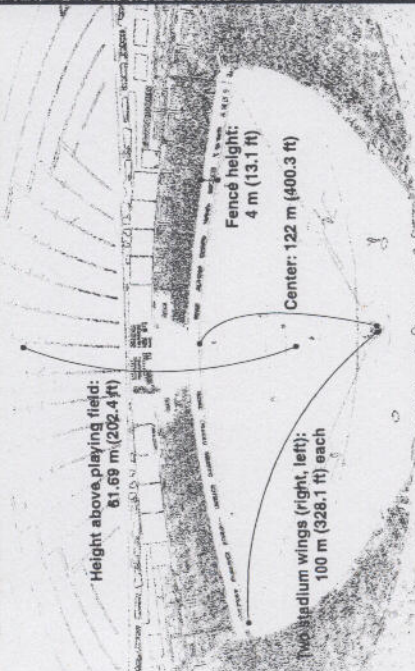 Height above playing field:
61.69 m (202.4 ft)
Fence height:
4 m (13.1 ft)
Center: 122 m (400.3 ft)
Two stadium wings (right, left):
100 m (328.1 ft) each